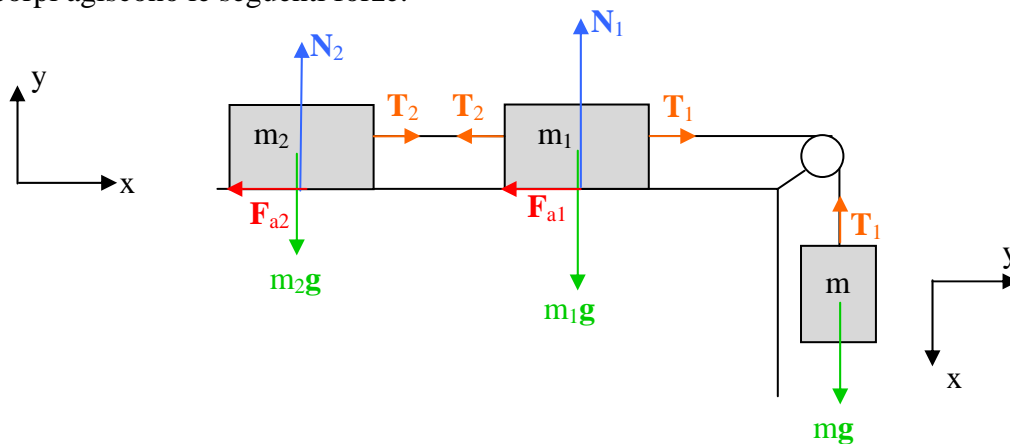 corpi agiscono le seguenti forze:
N₂
N₁
y
T₂
T₂
T₁
m₂
m₁
x
Fa2
Fa1
T₁
m₂g
m₁g
m
y
x
mg